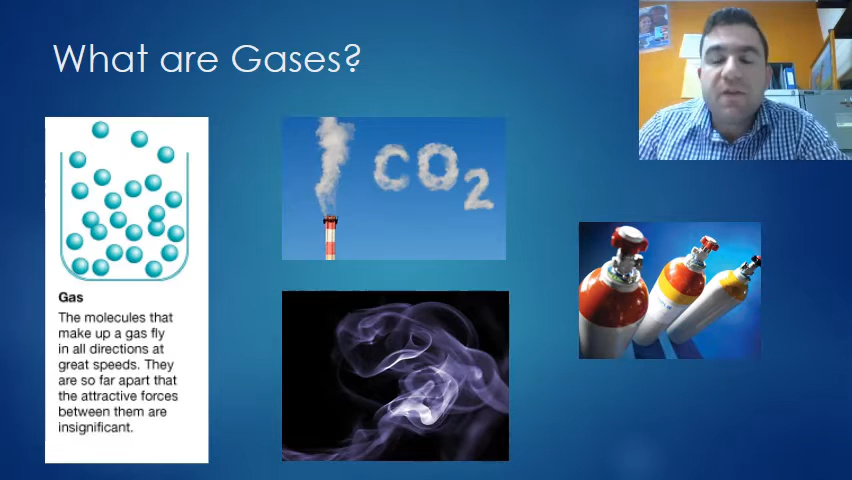 What are Gases?
CO2
Gas
The molecules that
make up a gas fly
in all directions at
great speeds. They
are so far apart that
the attractive forces
between them are
insignificant.